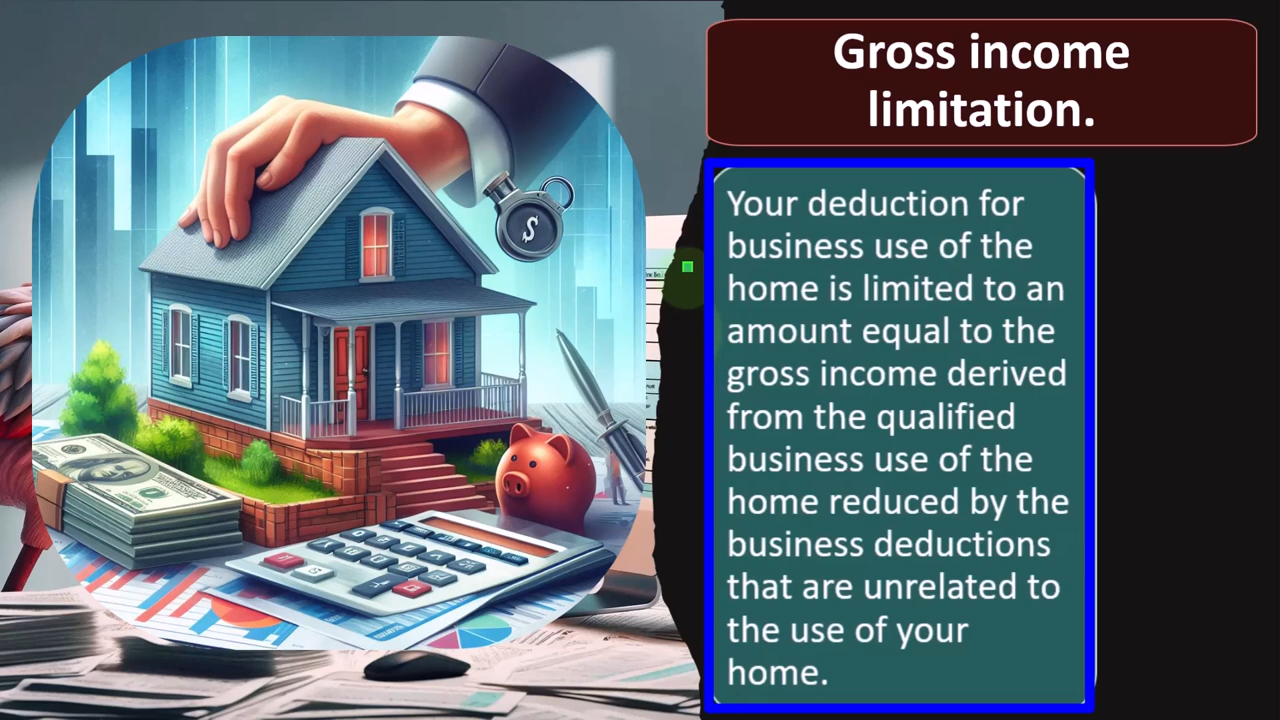 Gross income
limitation.
Your deduction for
business use of the
home is limited to an
amount equal to the
gross income derived
from the qualified
business use of the
home reduced by the
business deductions
that are unrelated to
the use of your
home.
$